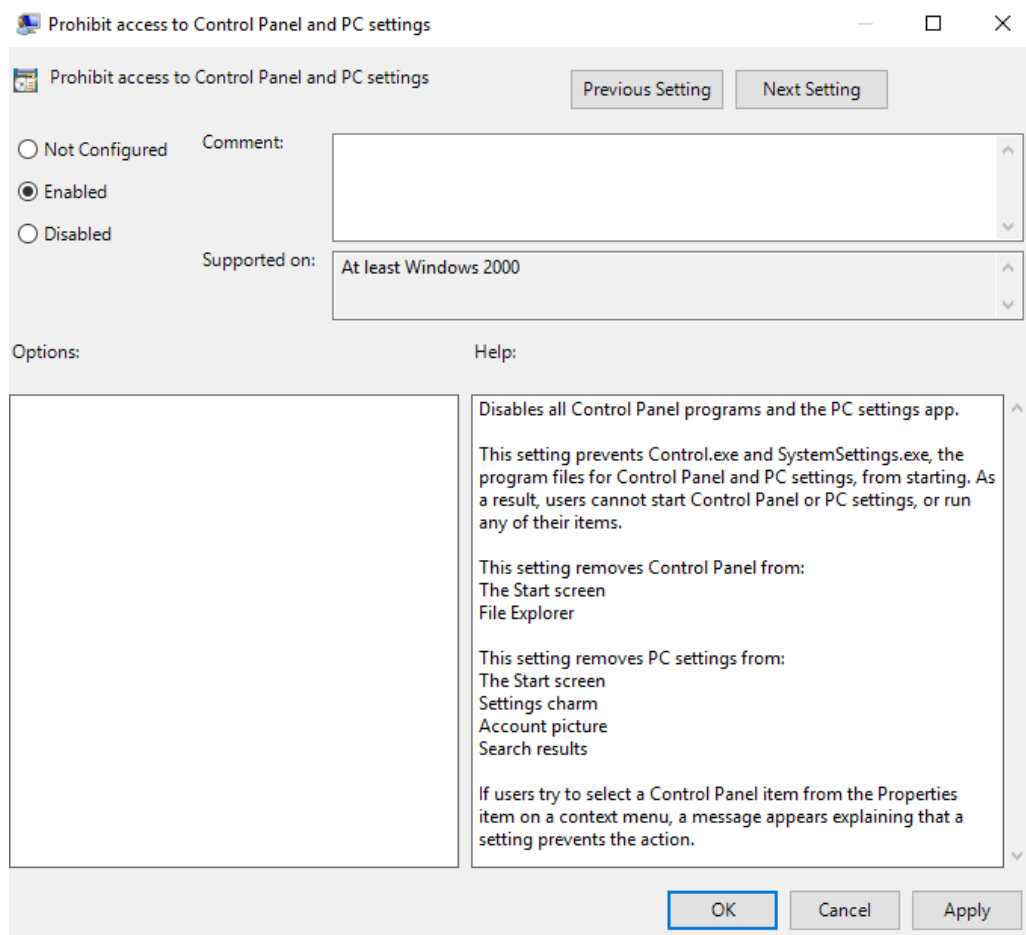 Prohibit access to Control Panel and PC settings
Prohibit access to Control Panel and PC settings
Previous Setting
Next Setting
Not Configured
Comment:
Enabled
Disabled
Supported on:
At least Windows 2000
Options:
Help:
Disables all Control Panel programs and the PC settings app.
This setting prevents Control.exe and SystemSettings.exe, the
program files for Control Panel and PC settings, from starting. As
a result, users cannot start Control Panel or PC settings, or run
any of their items.
This setting removes Control Panel from:
The Start screen
File Explorer
This setting removes PC settings from:
The Start screen
Settings charm
Account picture
Search results
If users try to select a Control Panel item from the Properties
item on a context menu, a message appears explaining that a
setting prevents the action.
OK
Cancel
Apply